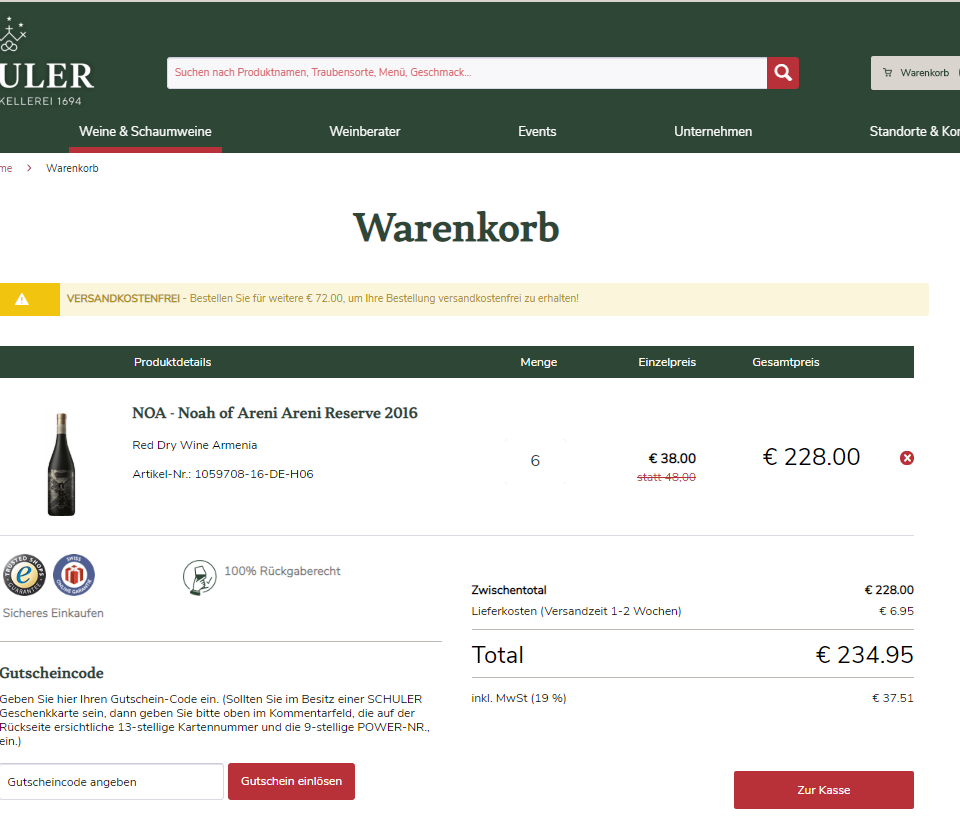 ULER
KELLEREI 1694
Suchen nach Produktnamen, Traubensorte, Menü, Geschmack...
Warenkorb
Weine & Schaumweine
Weinberater
Events
Unternehmen
Standorte & Kon
me > Warenkorb
Warenkorb
VERSANDKOSTENFREI - Bestellen Sie für weitere € 72.00, um Ihre Bestellung versandkostenfrei zu erhalten!
Produktdetails Menge Einzelpreis Gesamtpreis
NOA - Noah of Areni Areni Reserve 2016
Red Dry Wine Armenia
Artikel-Nr.: 1059708-16-DE-H06
6
€ 38.00
statt 48,00
€ 228.00
TRUSTED SHOPS
GUARANTEE
SWISS
ONLINE GARANTIE
Sicheres Einkaufen
100% Rückgaberecht
Zwischentotal € 228.00
Lieferkosten (Versandzeit 1-2 Wochen) € 6.95
Total € 234.95
inkl. MwSt (19 %) € 37.51
Gutscheincode
Geben Sie hier Ihren Gutschein-Code ein. (Sollten Sie im Besitz einer SCHULER
Geschenkkarte sein, dann geben Sie bitte oben im Kommentarfeld, die auf der
Rückseite ersichtliche 13-stellige Kartennummer und die 9-stellige POWER-NR.,
ein.)
Gutscheincode angeben
Gutschein einlösen
Zur Kasse